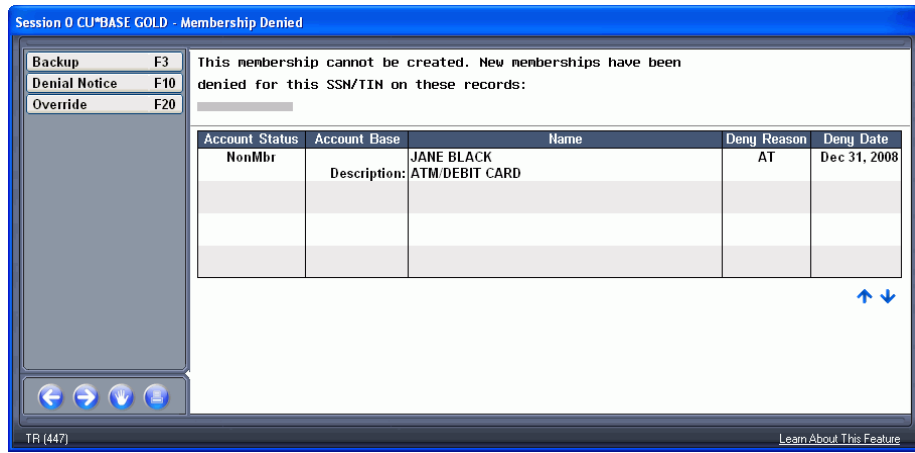 Session 0 CU*BASE GOLD - Membership Denied
Backup F3
Denial Notice F10
Override F20
This membership cannot be created. New memberships have been
denied for this SSN/TIN on these records:
Account Status Account Base Name Deny Reason Deny Date
NonMbr JANE BLACK AT Dec 31, 2008
Description: ATM/DEBIT CARD
TR (447) Learn About This Feature